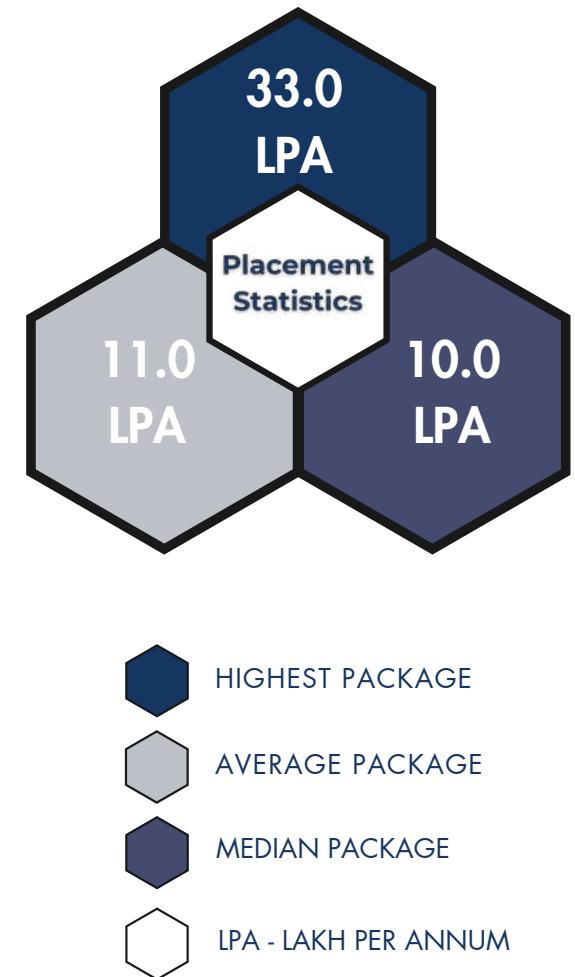 33.0
LPA
Placement
Statistics
11.0
LPA
10.0
LPA
HIGHEST PACKAGE
AVERAGE PACKAGE
MEDIAN PACKAGE
LPA - LAKH PER ANNUM